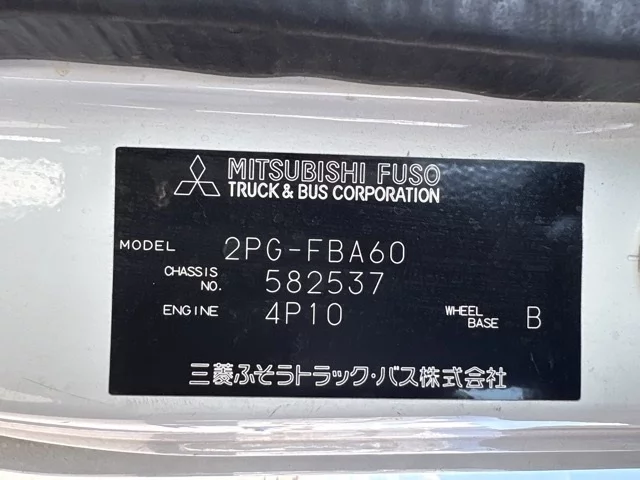 MITSUBISHI FUSO
TRUCK & BUS CORPORATION
MODEL 2PG-FBA60
CHASSIS NO. 582537
ENGINE 4P10 WHEEL BASE B
三菱ふそうトラック・バス株式会社